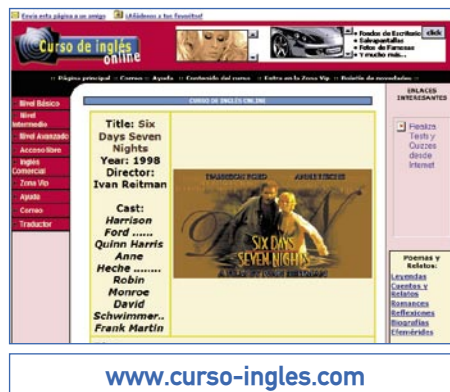 Envía esta página a un amigo ¡Añádenos a tus favoritos!
Curso de inglés
online
Fondos de Escritorio click
Salvapantallas
Fotos de Famosas
Y mucho más...
:: Página principal :: Correo :: Ayuda :: Contenido del curso :: Entra en la Zona Vip :: Boletín de novedades ::
Nivel Básico
Nivel
Intermedio
Nivel Avanzado
Acceso libre
Inglés
Comercial
Zona Vip
Ayuda
Correo
Traductor
CURSO DE INGLÉS ONLINE
Title: Six
Days Seven
Nights
Year: 1998
Director:
Ivan Reitman
Cast:
Harrison
Ford ......
Quinn Harris
Anne
Heche ........
Robin
Monroe
David
Schwimmer..
Frank Martin
HARRISON FORD ANNE HECHE
SIX DAYS
SEVEN NIGHTS
ENLACES
INTERESANTES
Realiza
Tests y
Quizzes
desde
Internet
Poemas y
Relatos:
Leyendas
Cuentos y
Relatos
Romances
Reflexiones
Biografías
Efemérides
www.curso-ingles.com